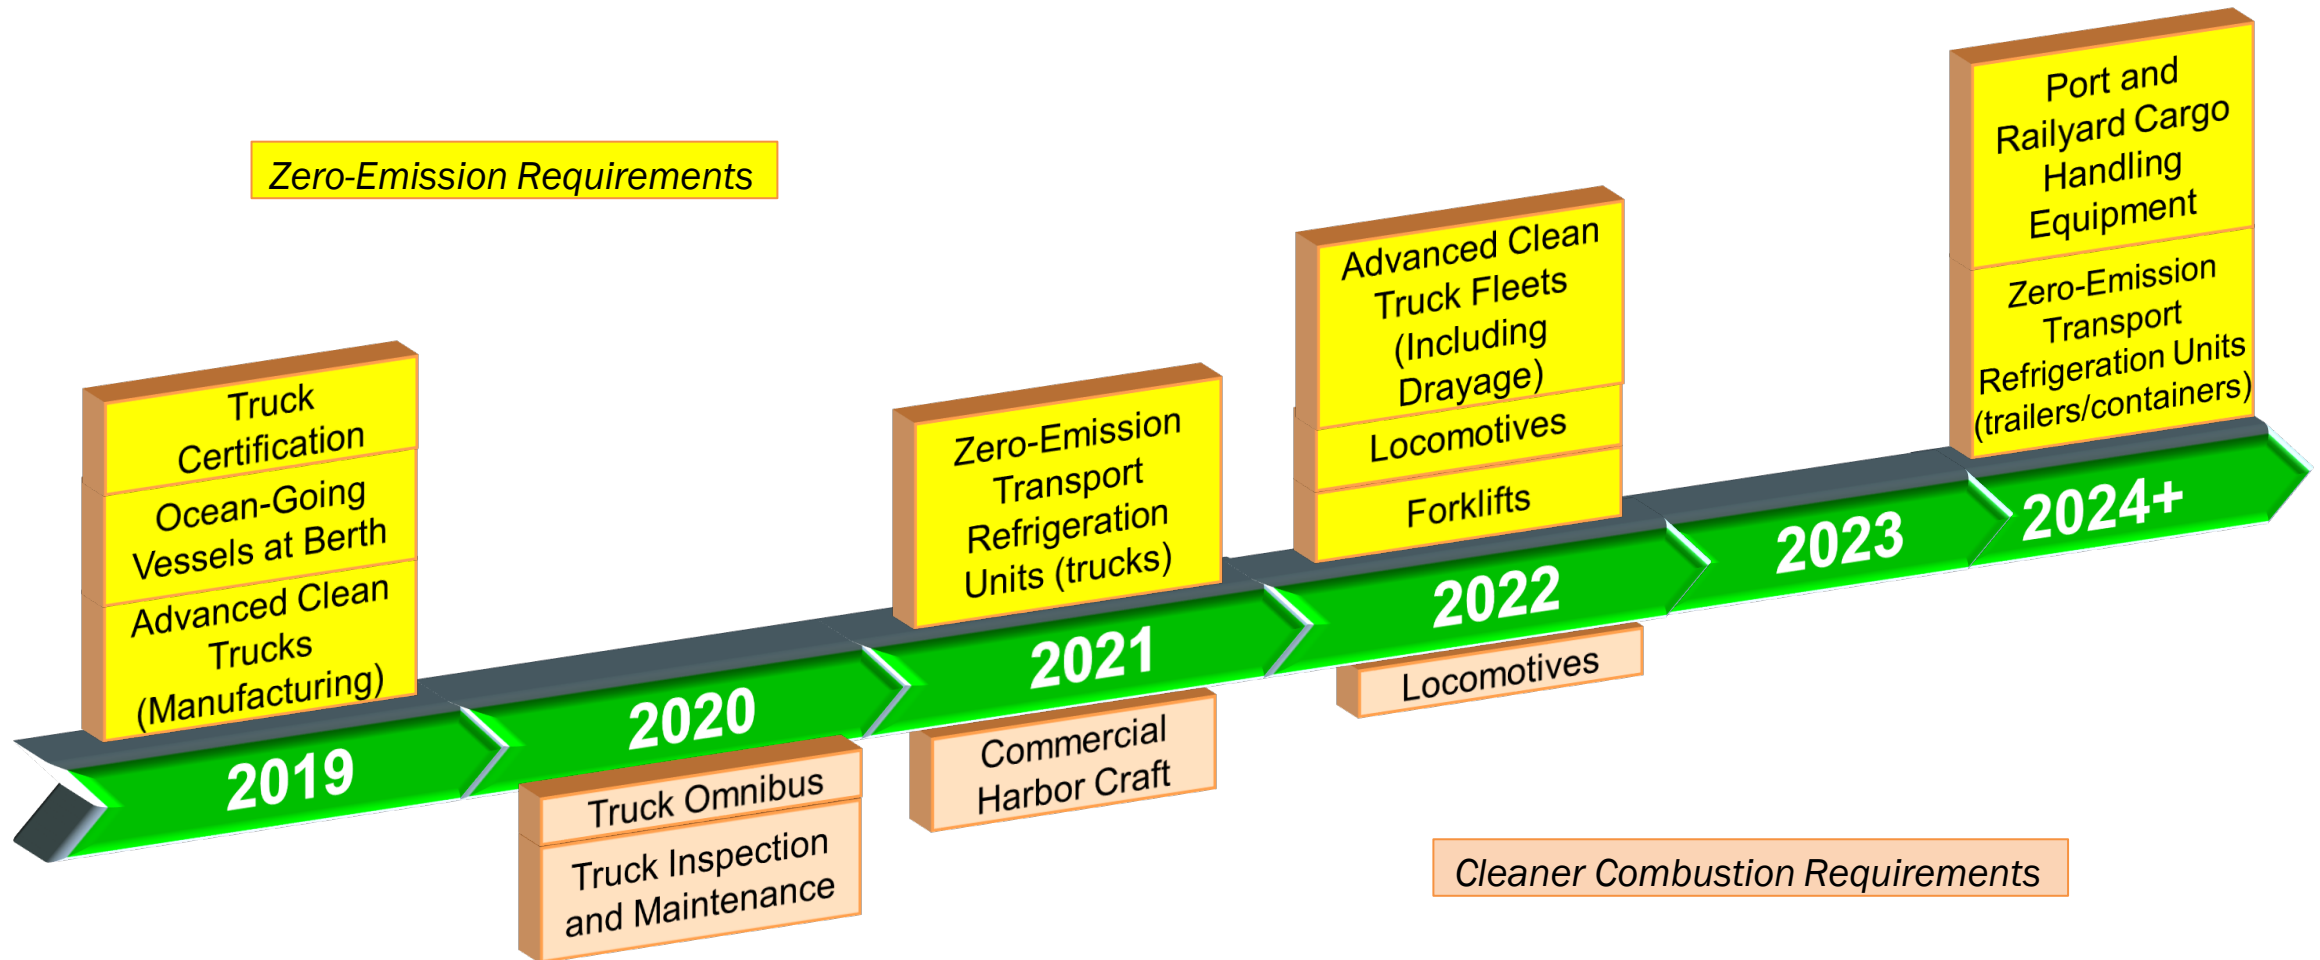 Zero-Emission Requirements
Truck
Certification
Ocean-Going
Vessels at Berth
Advanced Clean
Trucks
(Manufacturing)
Zero-Emission
Transport
Refrigeration
Units (trucks)
Advanced Clean
Truck Fleets
(Including
Drayage)
Locomotives
Forklifts
Port and
Railyard Cargo
Handling
Equipment
Zero-Emission
Transport
Refrigeration Units
(trailers/containers)
2019
2020
2021
2022
2023
2024+
Truck Omnibus
Truck Inspection
and Maintenance
Commercial
Harbor Craft
Locomotives
Cleaner Combustion Requirements